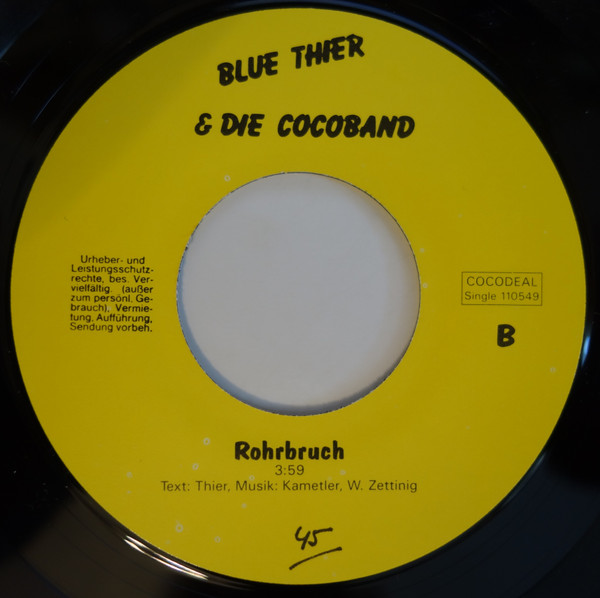 BLUE THIER
& DIE COCOBAND
Urheber- und
Leistungsschutz-
rechte, bes. Ver-
vielfältig. (außer
zum persönl. Ge-
brauch), Vermie-
tung, Aufführung,
Sendung vorbeh.
COCODEAL
Single 110549
B
Rohrbruch
3:59
Text: Thier, Musik: Kametler, W. Zettinig
45